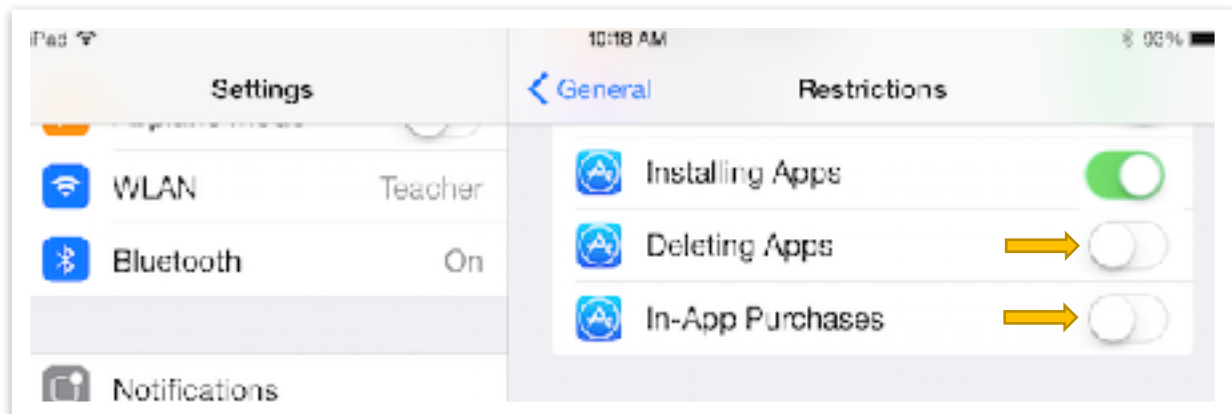 iPad
10:18 AM
93%
Settings
General
Restrictions
WLAN
Teacher
Bluetooth
On
Notifications
Installing Apps
Deleting Apps
In-App Purchases